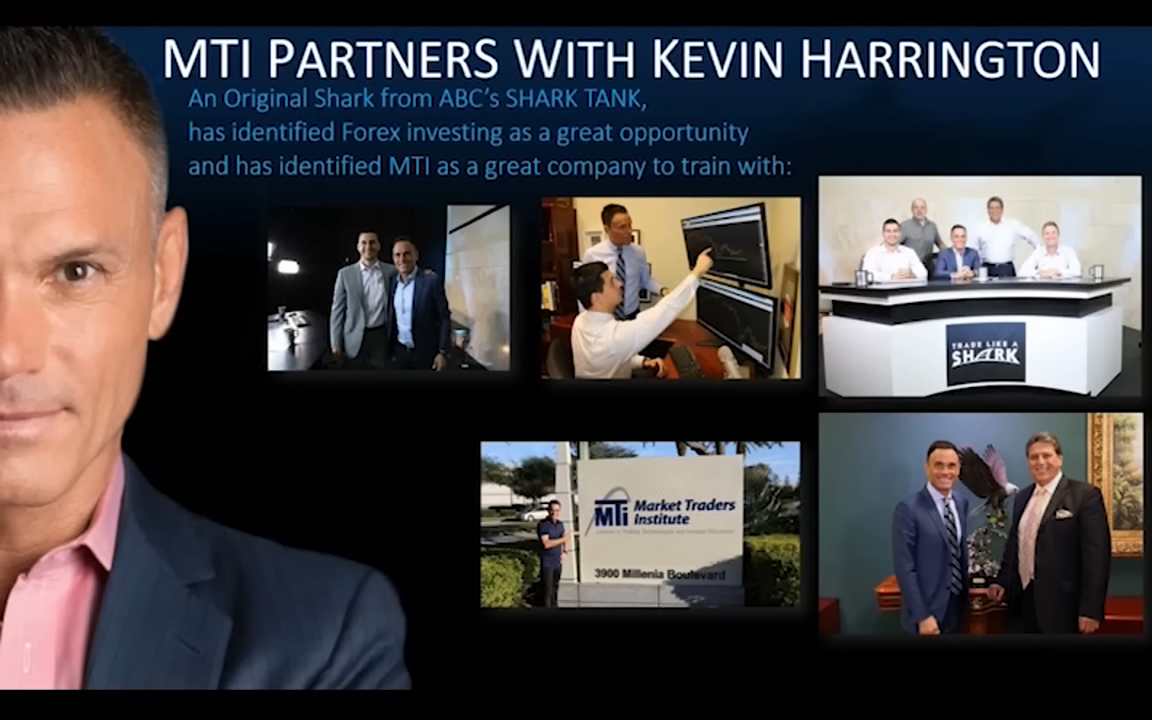 MTI PARTNERS WITH KEVIN HARRINGTON
An Original Shark from ABC's SHARK TANK,
has identified Forex investing as a great opportunity
and has identified MTI as a great company to train with:
TRADE LIKE A
SHARK
MTi Market Traders
Institute
3900 Millenia Boulevard